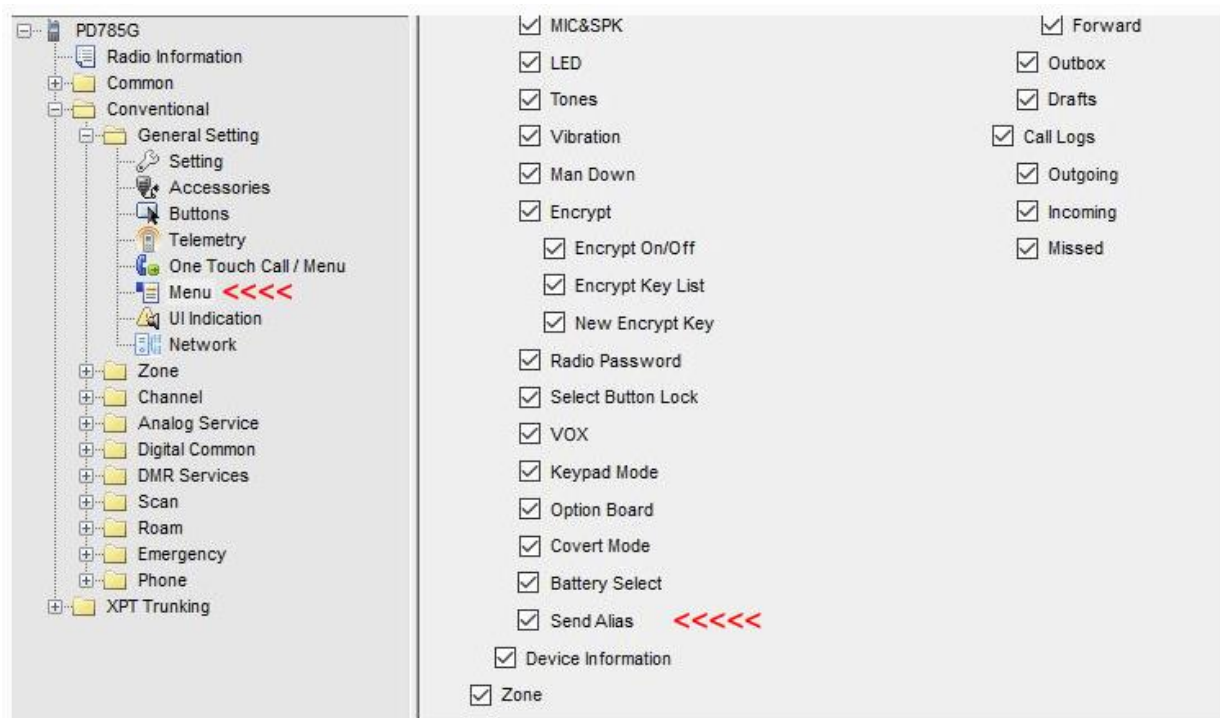 PD785G
Radio Information
Common
Conventional
General Setting
Setting
Accessories
Buttons
Telemetry
One Touch Call / Menu
Menu <<<<
UI Indication
Network
Zone
Channel
Analog Service
Digital Common
DMR Services
Scan
Roam
Emergency
Phone
XPT Trunking
MIC&SPK
LED
Tones
Vibration
Man Down
Encrypt
Encrypt On/Off
Encrypt Key List
New Encrypt Key
Radio Password
Select Button Lock
VOX
Keypad Mode
Option Board
Covert Mode
Battery Select
Send Alias <<<<<
Device Information
Zone
Forward
Outbox
Drafts
Call Logs
Outgoing
Incoming
Missed